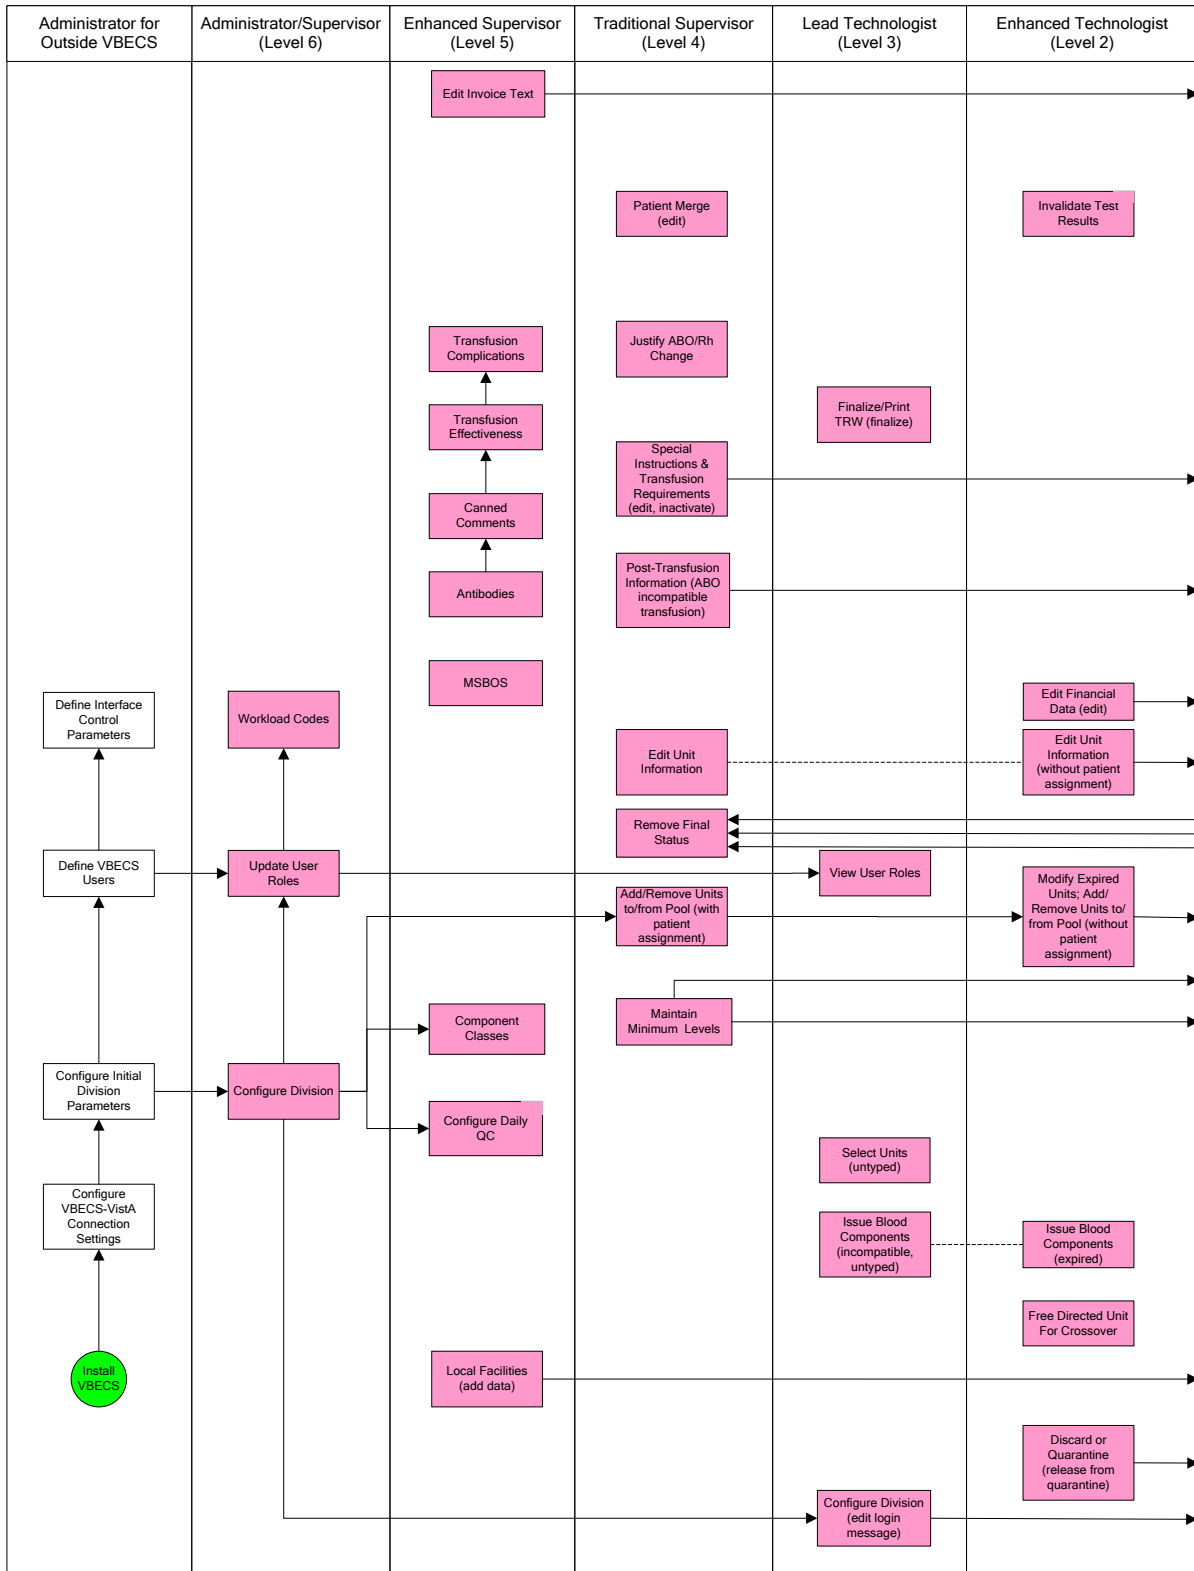 Administrator for
Outside VBECS
Administrator/Supervisor
(Level 6)
Enhanced Supervisor
(Level 5)
Traditional Supervisor
(Level 4)
Lead Technologist
(Level 3)
Enhanced Technologist
(Level 2)
Edit Invoice Text
Patient Merge
(edit)
Invalidate Test
Results
Transfusion
Complications
Justify ABO/Rh
Change
Transfusion
Effectiveness
Finalize/Print
TRW (finalize)
Special
Instructions &
Transfusion
Requirements
(edit, inactivate)
Canned
Comments
Antibodies
Post-Transfusion
Information (ABO
incompatible
transfusion)
MSBOS
Define Interface
Control
Parameters
Workload Codes
Edit Financial
Data (edit)
Edit Unit
Information
Edit Unit
Information
(without patient
assignment)
Remove Final
Status
Define VBECS
Users
Update User
Roles
View User Roles
Add/Remove Units
to/from Pool (with
patient
assignment)
Modify Expired
Units; Add/
Remove Units to/
from Pool (without
patient
assignment)
Component
Classes
Maintain
Minimum Levels
Configure Initial
Division
Parameters
Configure Division
Configure Daily
QC
Select Units
(untyped)
Configure
VBECS-VistA
Connection
Settings
Issue Blood
Components
(incompatible,
untyped)
Issue Blood
Components
(expired)
Free Directed Unit
For Crossover
Install
VBECS
Local Facilities
(add data)
Discard or
Quarantine
(release from
quarantine)
Configure Division
(edit login
message)